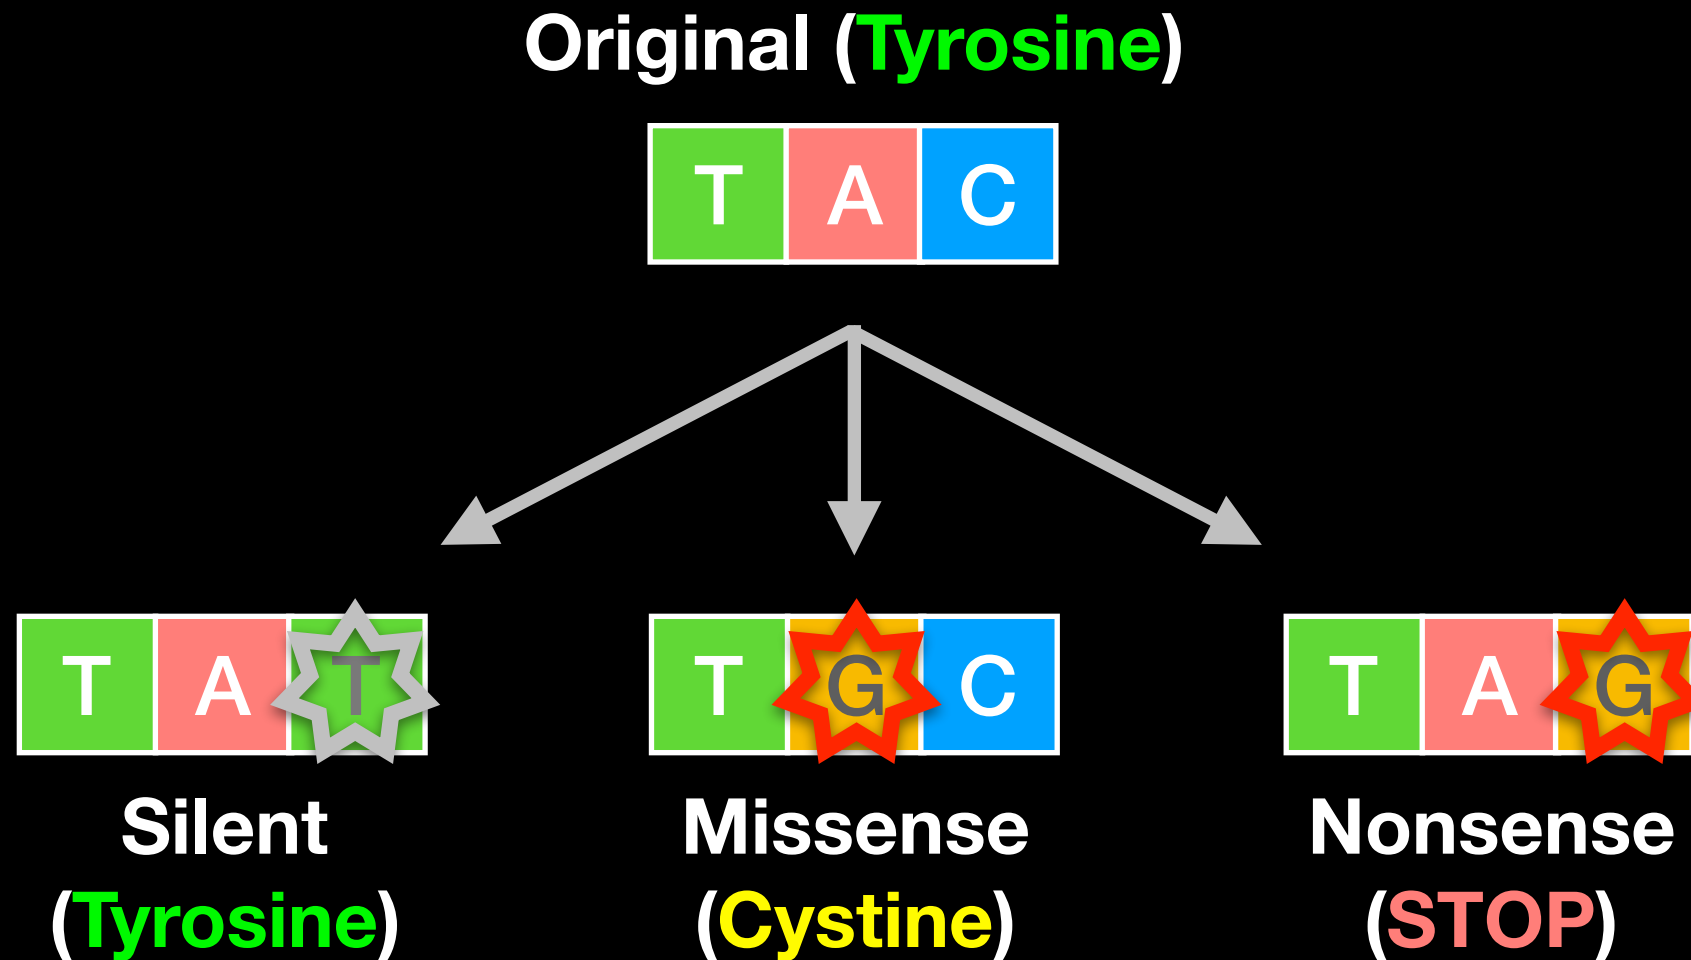 Original (Tyrosine)
T A C
T A T
T G C
T A G
Silent
(Tyrosine)
Missense
(Cystine)
Nonsense
(STOP)